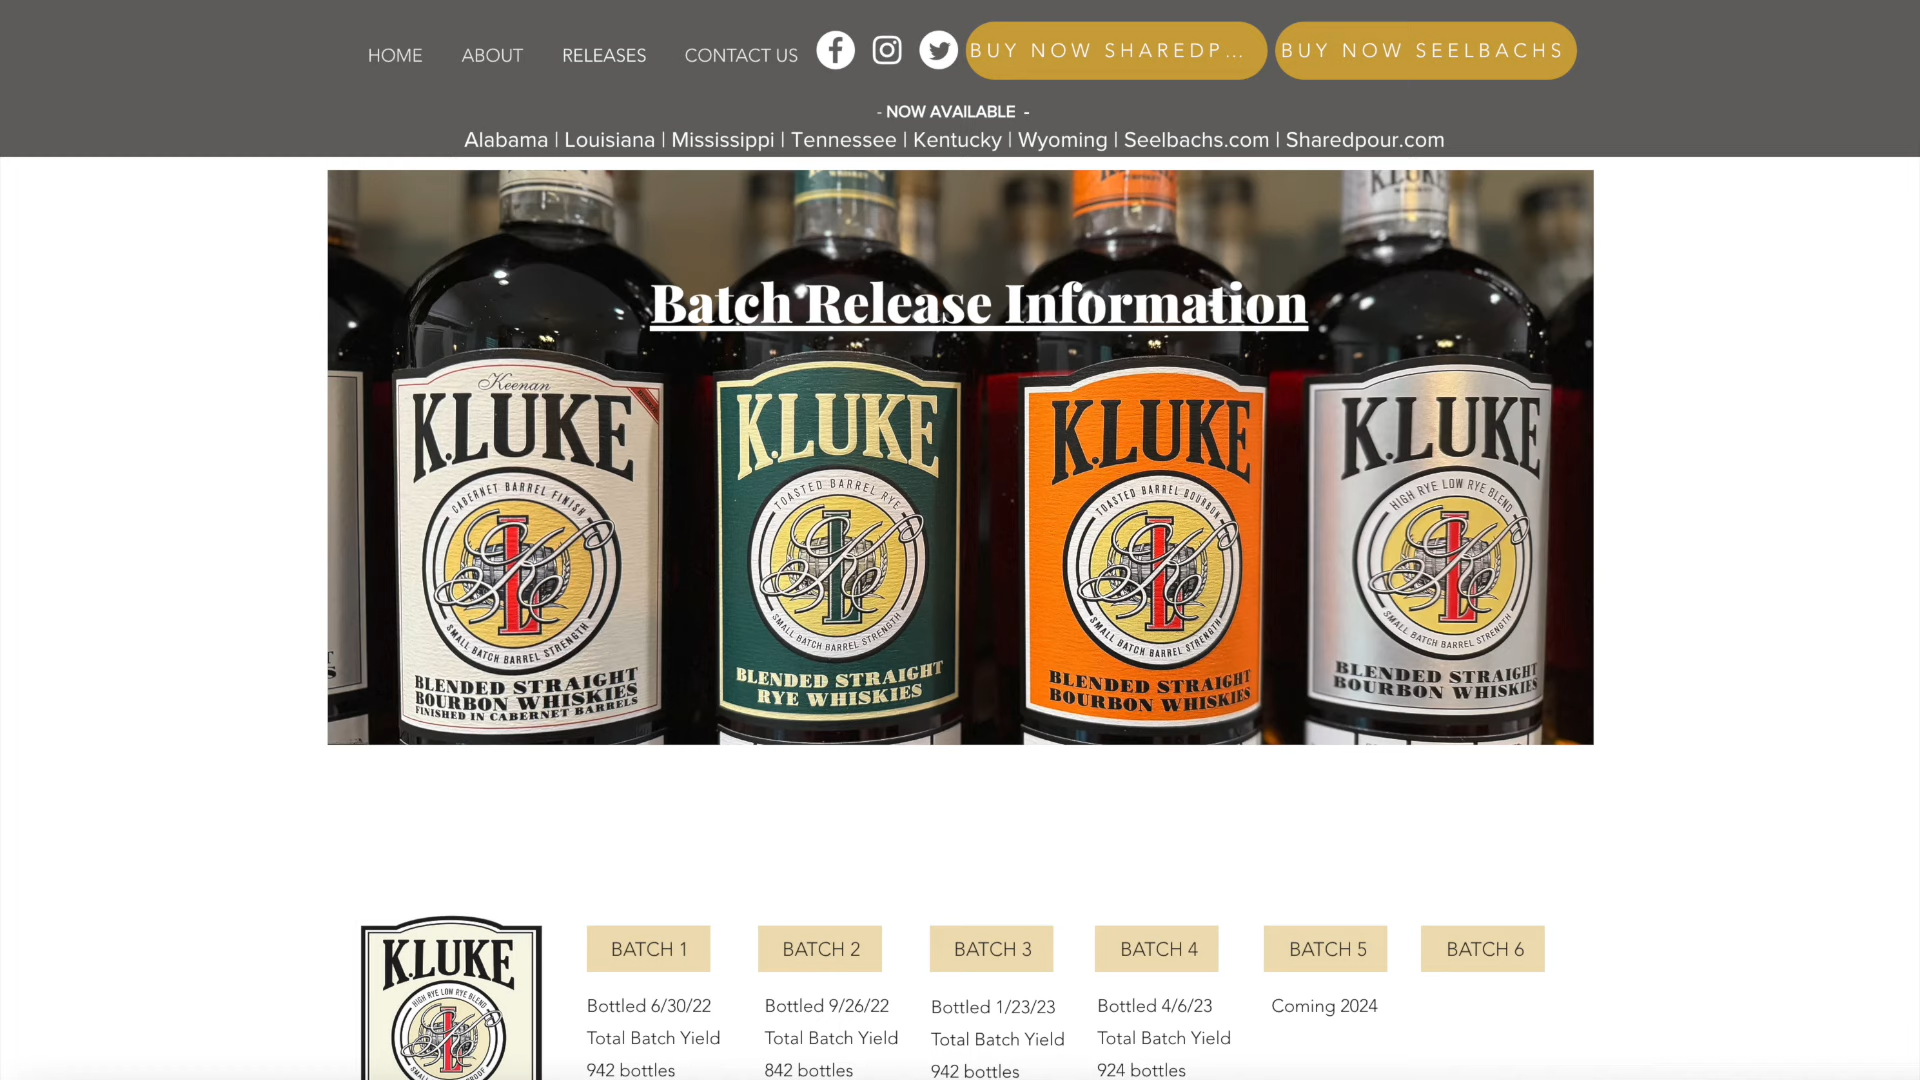 HOME ABOUT RELEASES CONTACT US BUY NOW SHAREDP... BUY NOW SEELBACHS
- NOW AVAILABLE -
Alabama | Louisiana | Mississippi | Tennessee | Kentucky | Wyoming | Seelbachs.com | Sharedpour.com
Batch Release Information
Keenan
K.LUKE
CABERNET BARREL FINISH
L
SMALL BATCH BARREL STRENGTH
BLENDED STRAIGHT
BOURBON WHISKIES
FINISHED IN CABERNET BARRELS
WHISKEY
K.LUKE
TOASTED BARREL RYE
L
SMALL BATCH BARREL STRENGTH
BLENDED STRAIGHT
RYE WHISKIES
K.LUKE
TOASTED BARREL BOURBON
L
SMALL BATCH BARREL STRENGTH
BLENDED STRAIGHT
BOURBON WHISKIES
K.LUKE
K.LUKE
HIGH RYE LOW RYE BLEND
L
SMALL BATCH BARREL STRENGTH
BLENDED STRAIGHT
BOURBON WHISKIES
K.LUKE
HIGH RYE LOW RYE BLEND
L
BATCH 1
Bottled 6/30/22
Total Batch Yield
942 bottles
BATCH 2
Bottled 9/26/22
Total Batch Yield
842 bottles
BATCH 3
Bottled 1/23/23
Total Batch Yield
942 bottles
BATCH 4
Bottled 4/6/23
Total Batch Yield
924 bottles
BATCH 5
Coming 2024
BATCH 6